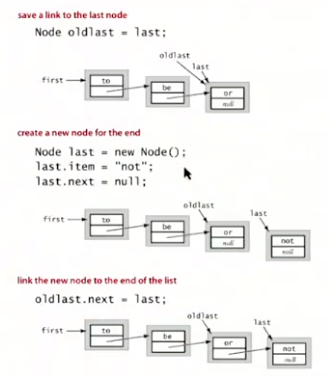 save a link to the last node
Node oldlast = last;
oldlast
last
first
to
be
or
null
create a new node for the end
Node last = new Node();
last.item = "not";
last.next = null;
oldlast
last
first
to
be
or
null
not
null
link the new node to the end of the list
oldlast.next = last;
oldlast
last
first
to
be
or
not
null